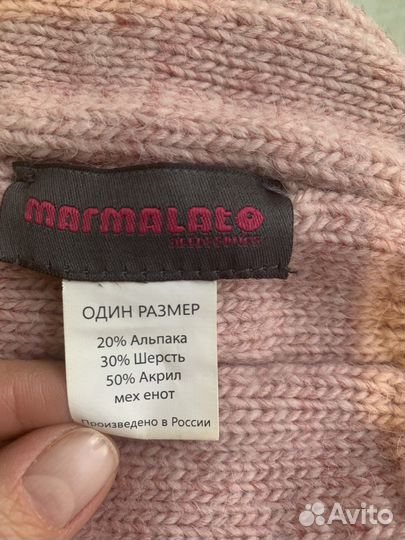 marmalato
ОДИН РАЗМЕР
20% Альпака
30% Шерсть
50% Акрил
мех енот
Произведено в России
Avito